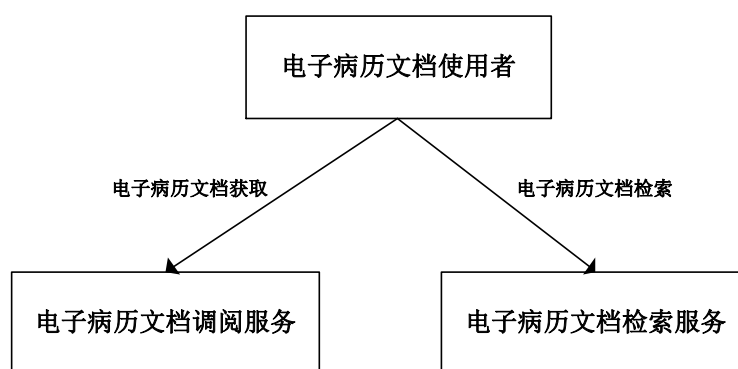 电子病历文档使用者
电子病历文档获取
电子病历文档检索
电子病历文档调阅服务
电子病历文档检索服务